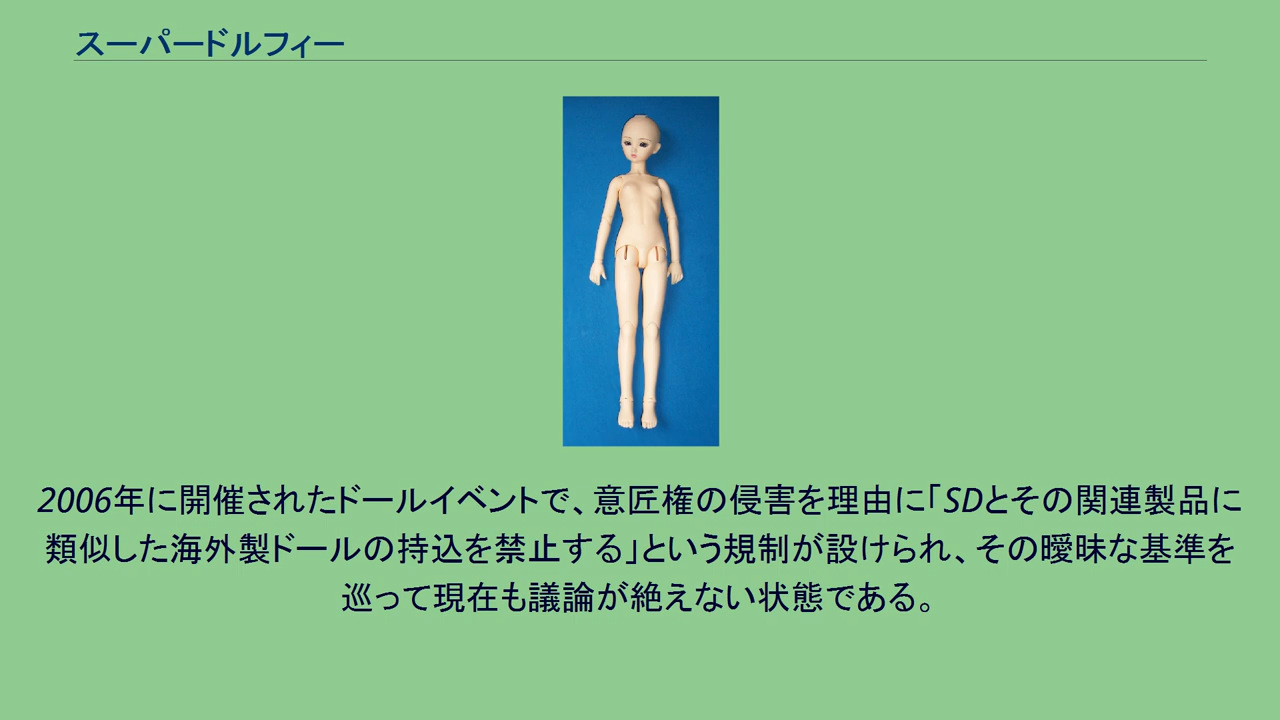 スーパードルフィー
2006年に開催されたドールイベントで、意匠権の侵害を理由に「SDとその関連製品に
類似した海外製ドールの持込を禁止する」という規制が設けられ、その曖昧な基準を
巡って現在も議論が絶えない状態である。